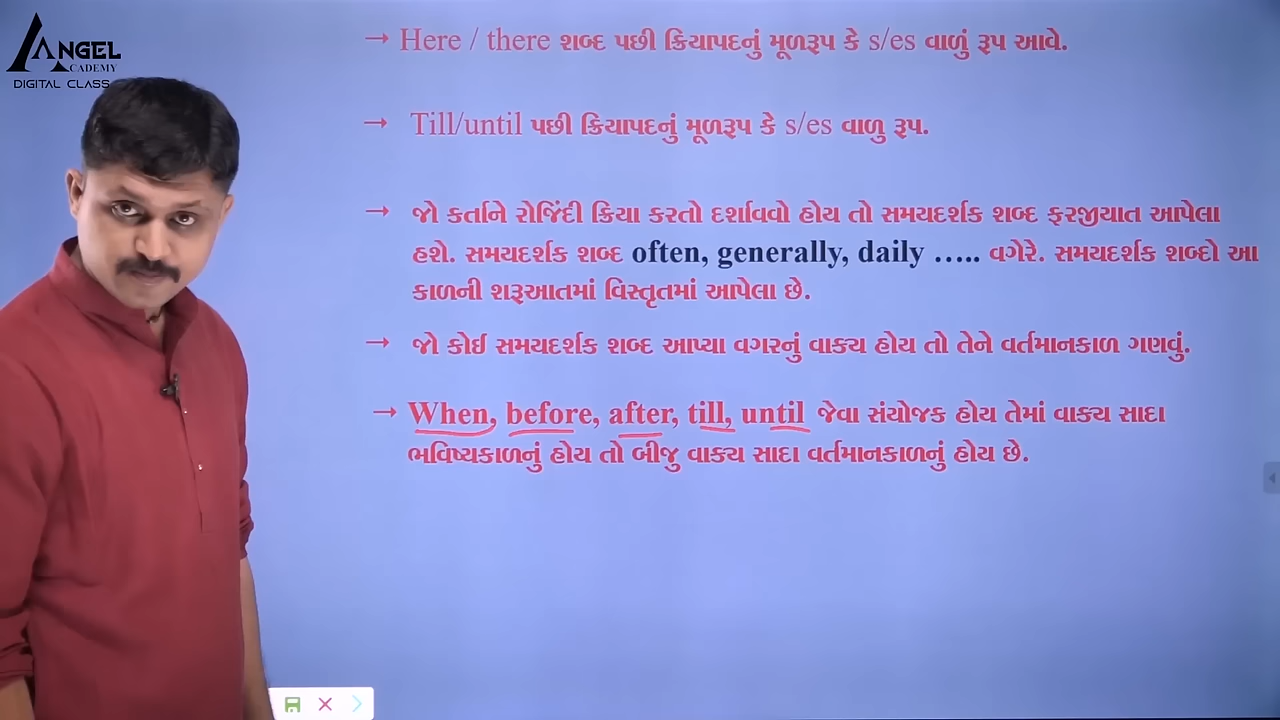 ANGEL
ACADEMY
DIGITAL CLASS
→ Here / there શબ્દ પછી ક્રિયાપદનું મૂળરૂપ કે s/es વાળું રૂપ આવે.
→ Till/until પછી ક્રિયાપદનું મૂળરૂપ કે s/es વાળુ રૂપ.
→ જો કર્તાને રોજિંદી ક્રિયા કરતો દર્શાવવો હોય તો સમયદર્શક શબ્દ ફરજીયાત આપેલા
હશે. સમયદર્શક શબ્દ often, generally, daily ….. વગેરે. સમયદર્શક શબ્દો આ
કાળની શરૂઆતમાં વિસ્તૃતમાં આપેલા છે.
→ જો કોઈ સમયદર્શક શબ્દ આપ્યા વગરનું વાક્ય હોય તો તેને વર્તમાનકાળ ગણવું.
→ When, before, after, till, until જેવા સંયોજક હોય તેમાં વાક્ય સાદા
ભવિષ્યકાળનું હોય તો બીજુ વાક્ય સાદા વર્તમાનકાળનું હોય છે.